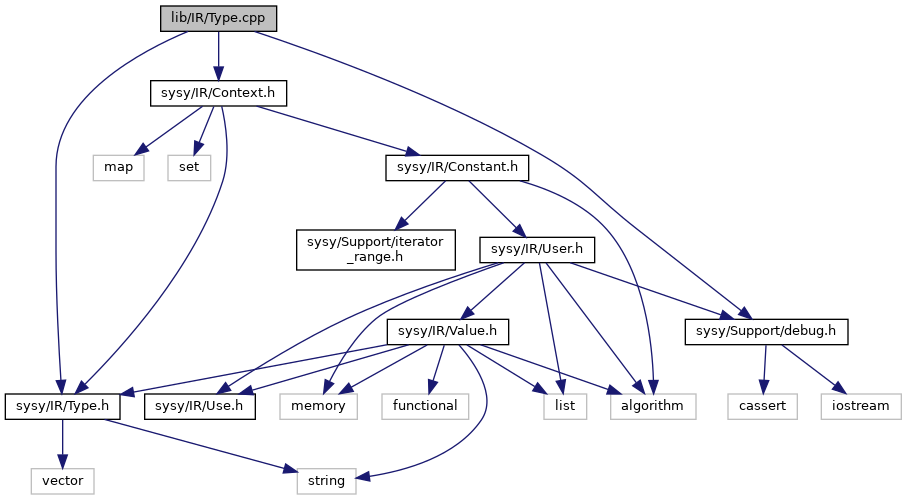 lib/IR/Type.cpp
sysy/IR/Context.h
map
set
sysy/IR/Constant.h
sysy/Support/iterator
_range.h
sysy/IR/User.h
sysy/IR/Value.h
sysy/Support/debug.h
sysy/IR/Type.h
sysy/IR/Use.h
memory
functional
list
algorithm
cassert
iostream
vector
string